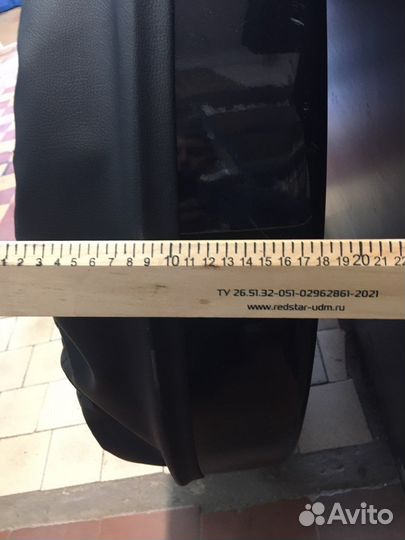 1 2 3 4 5 6 7 8 9 10 11 12 13 14 15 16 17 18 19 20 21 22
ТУ 26.51.32-051-02962861-2021
www.redstar-udm.ru
Avito